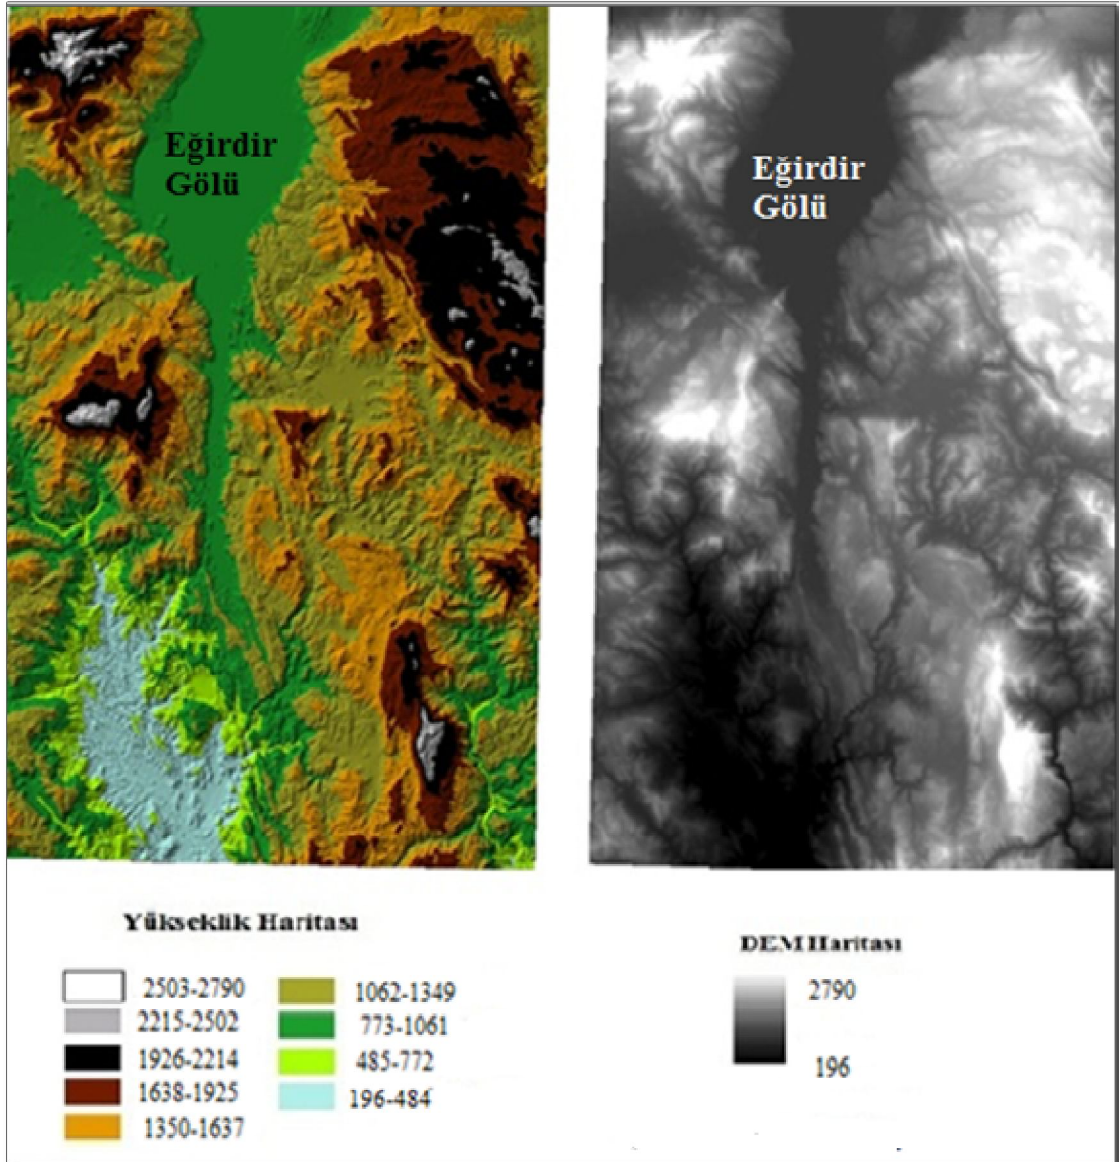 Eğirdir
Gölü
Eğirdir
Gölü
Yükseklik Haritası
2503-2790
2215-2502
1926-2214
1638-1925
1350-1637
1062-1349
773-1061
485-772
196-484
DEM Haritası
2790
196